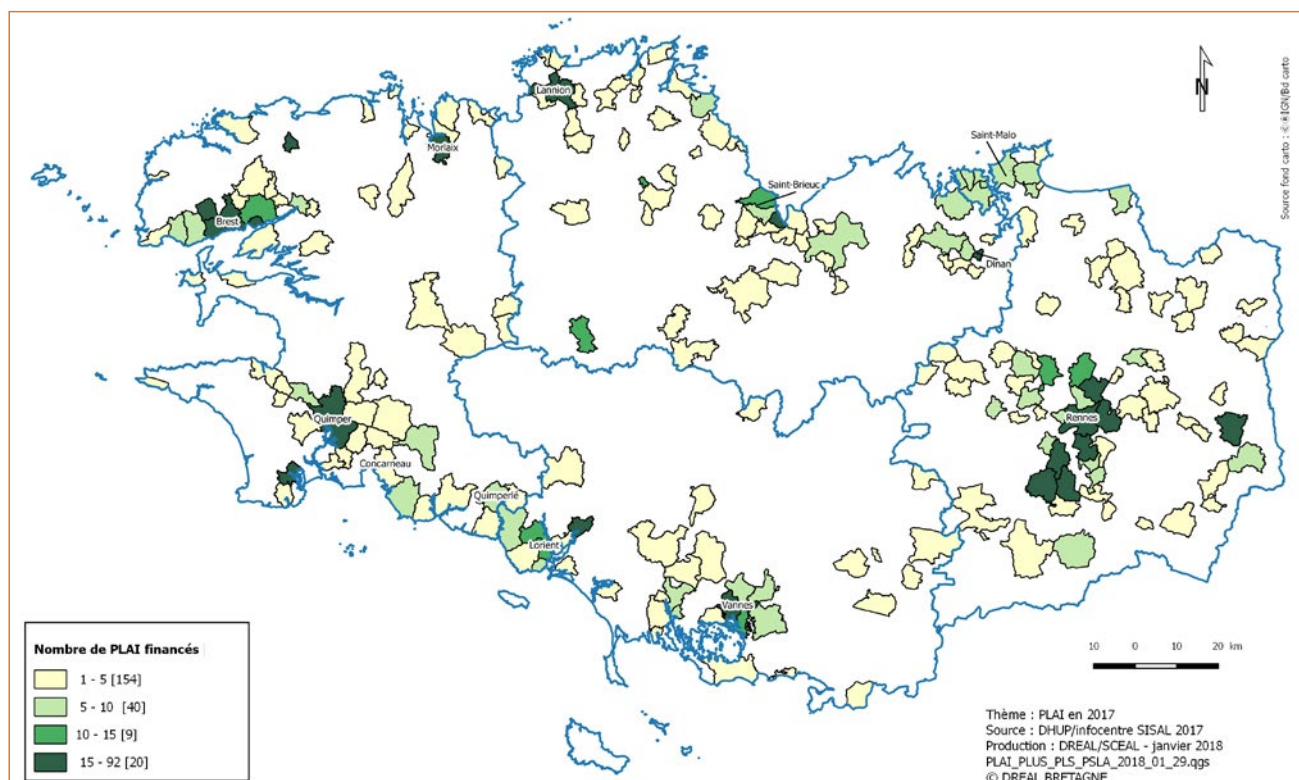 N
Source fond carto : ©®IGN/Bd carto
Lannion
Morlaix
Saint-Malo
Saint-Brieuc
Brest
Dinan
Quimper
Rennes
Concarneau
Quimperlé
Lorient
Vannes
Nombre de PLAI financés
1 - 5 [154]
5 - 10 [40]
10 - 15 [9]
15 - 92 [20]
10 0 10 20 km
Thème : PLAI en 2017
Source : DHUP/infocentre SISAL 2017
Production : DREAL/SCEAL - janvier 2018
PLAI_PLUS_PLS_PSLA_2018_01_29.qgs
© DREAL BRETAGNE